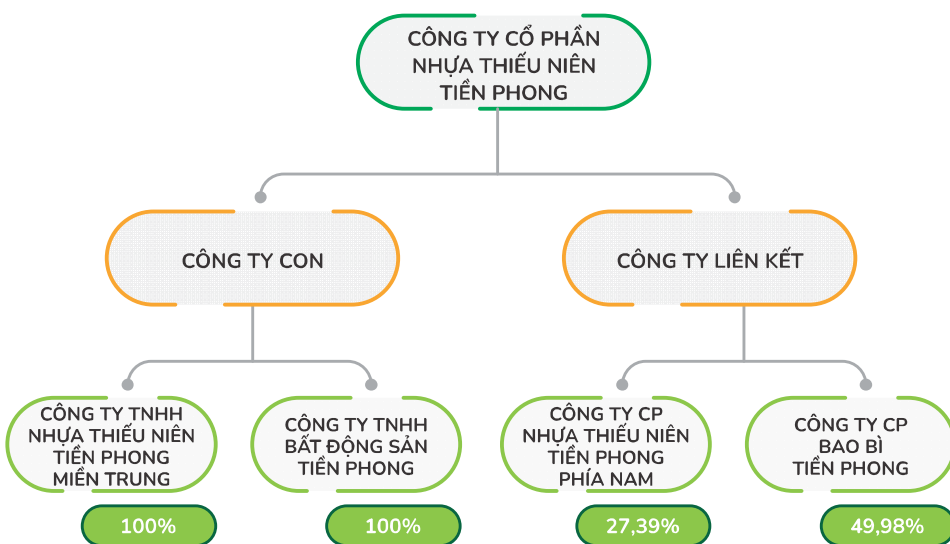 CÔNG TY CỔ PHẦN
NHỰA THIẾU NIÊN
TIỀN PHONG
CÔNG TY CON
CÔNG TY LIÊN KẾT
CÔNG TY TNHH
NHỰA THIẾU NIÊN
TIỀN PHONG
MIỀN TRUNG
CÔNG TY TNHH
BẤT ĐỘNG SẢN
TIỀN PHONG
CÔNG TY CP
NHỰA THIẾU NIÊN
TIỀN PHONG
PHÍA NAM
CÔNG TY CP
BAO BÌ
TIỀN PHONG
100%
100%
27,39%
49,98%